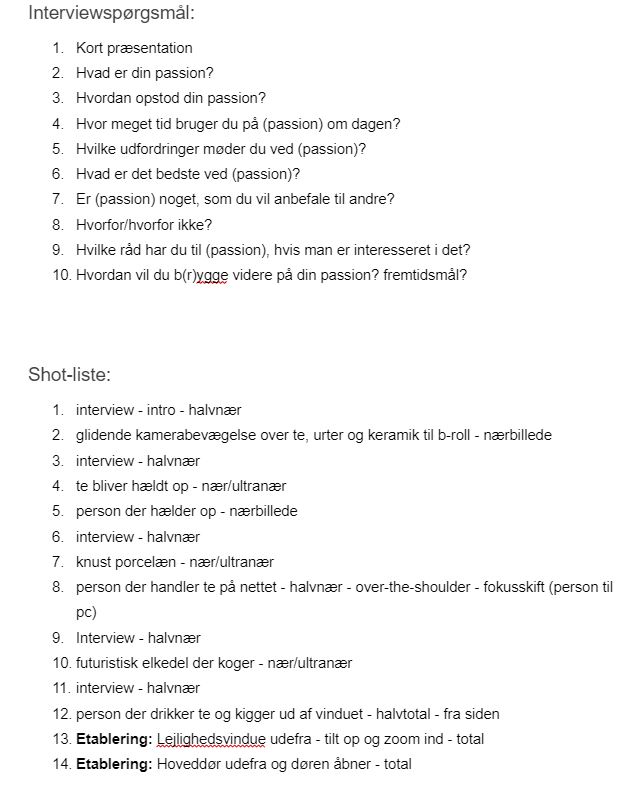 Interviewspørgsmål:
1. Kort præsentation
2. Hvad er din passion?
3. Hvordan opstod din passion?
4. Hvor meget tid bruger du på (passion) om dagen?
5. Hvilke udfordringer møder du ved (passion)?
6. Hvad er det bedste ved (passion)?
7. Er (passion) noget, som du vil anbefale til andre?
8. Hvorfor/hvorfor ikke?
9. Hvilke råd har du til (passion), hvis man er interesseret i det?
10. Hvordan vil du b(r)ygge videre på din passion? fremtidsmål?
Shot-liste:
1. interview - intro - halvnær
2. glidende kamerabevægelse over te, urter og keramik til b-roll - nærbillede
3. interview - halvnær
4. te bliver hældt op - nær/ultranær
5. person der hælder op - nærbillede
6. interview - halvnær
7. knust porcelæn - nær/ultranær
8. person der handler te på nettet - halvnær - over-the-shoulder - fokusskift (person til
pc)
9. Interview - halvnær
10. futuristisk elkedel der koger - nær/ultranær
11. interview - halvnær
12. person der drikker te og kigger ud af vinduet - halvtotal - fra siden
13. Etablering: Lejlighedsvindue udefra - tilt op og zoom ind - total
14. Etablering: Hoveddør udefra og døren åbner - total